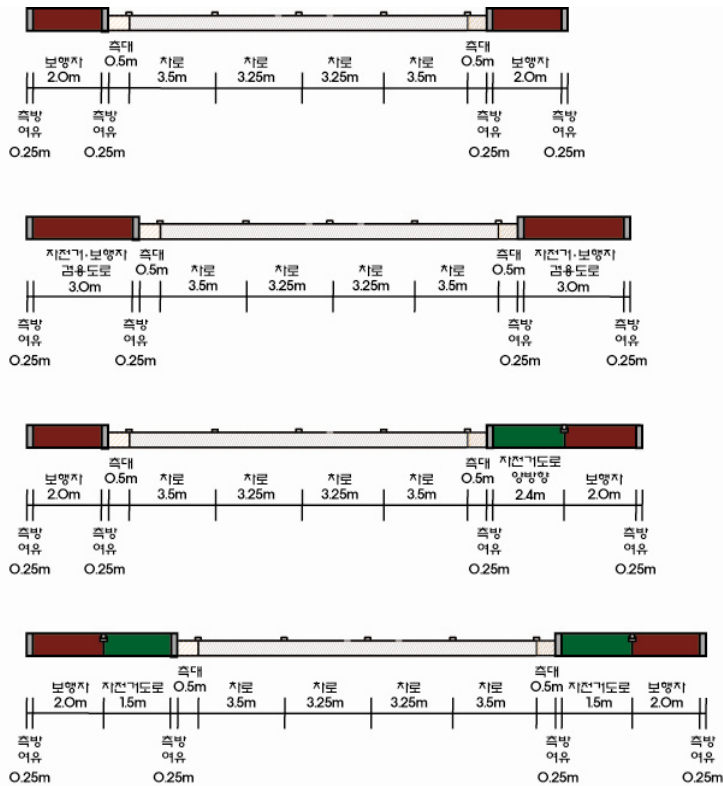 측대 측대
보행자 0.5m 차로 차로 차로 차로 0.5m 보행자
2.0m 3.5m 3.25m 3.25m 3.5m 2.0m
측방 측방 측방 측방
여유 여유 여유 여유
0.25m 0.25m 0.25m 0.25m
자전거·보행자 측대 측대 자전거·보행자
겸용도로 0.5m 차로 차로 차로 차로 0.5m 겸용도로
3.0m 3.5m 3.25m 3.25m 3.5m 3.0m
측방 측방 측방 측방
여유 여유 여유 여유
0.25m 0.25m 0.25m 0.25m
측대 측대 자전거도로
보행자 0.5m 차로 차로 차로 차로 0.5m 양방향 보행자
2.0m 3.5m 3.25m 3.25m 3.5m 2.4m 2.0m
측방 측방 측방 측방
여유 여유 여유 여유
0.25m 0.25m 0.25m 0.25m
측대 측대
보행자 자전거도로 0.5m 차로 차로 차로 차로 0.5m 자전거도로 보행자
2.0m 1.5m 3.5m 3.25m 3.25m 3.5m 1.5m 2.0m
측방 측방 측방 측방
여유 여유 여유 여유
0.25m 0.25m 0.25m 0.25m